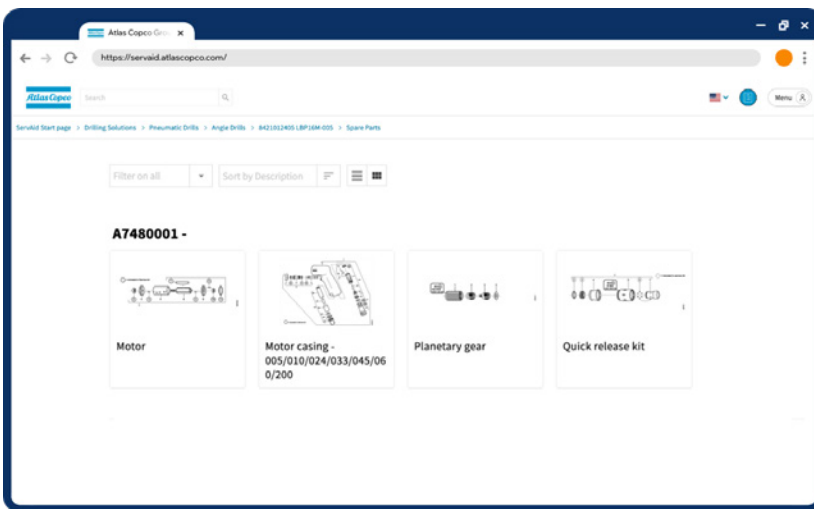 Atlas Copco Gro
https://servaid.atlascopco.com/
Atlas Copco
Search
Menu
ServAid Start page > Drilling Solutions > Pneumatic Drills > Angle Drills > 8421012405 LBP16M-005 > Spare Parts
Filter on all
Sort by Description
A7480001 -
Motor
Motor casing -
005/010/024/033/045/06
0/200
Planetary gear
Quick release kit